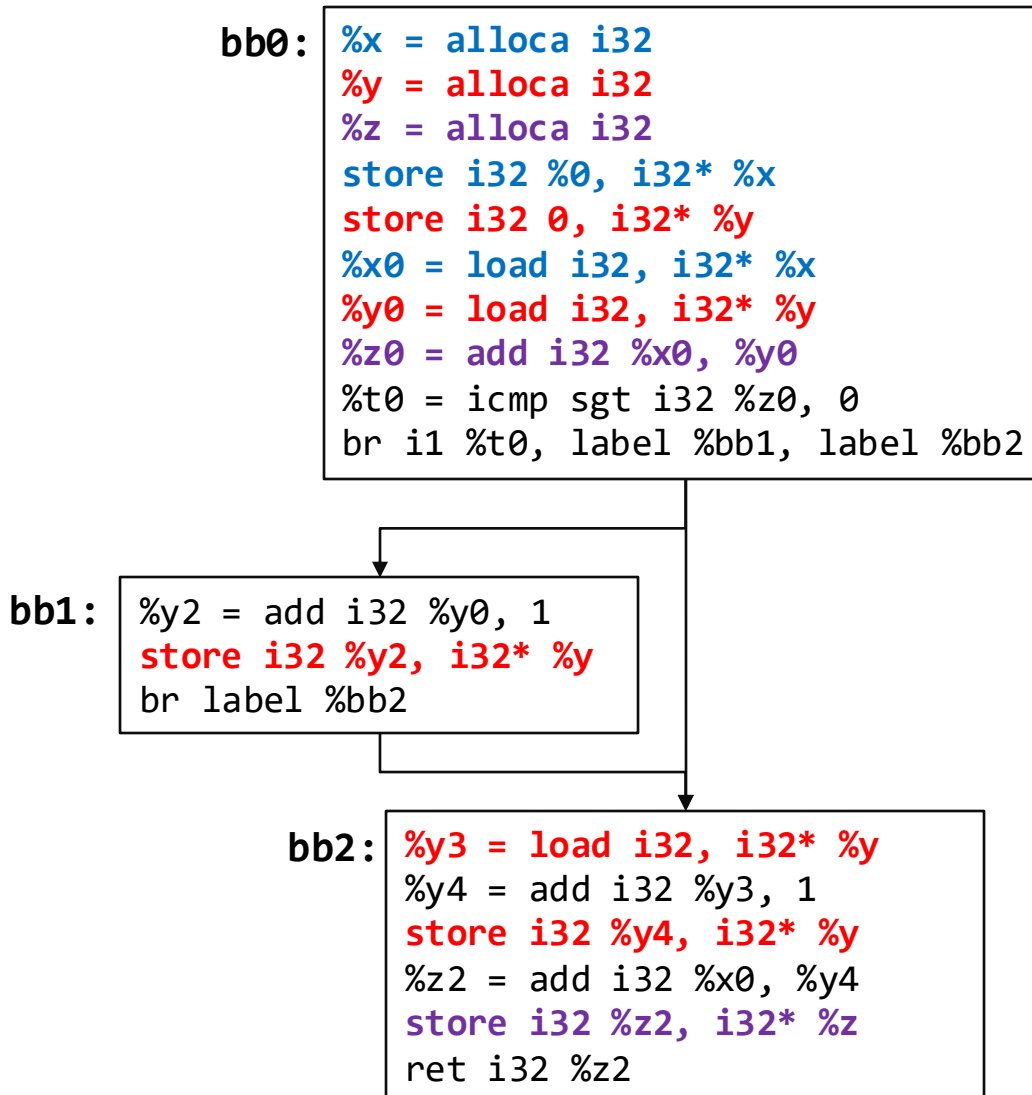 bb0:
%x = alloca i32
%y = alloca i32
%z = alloca i32
store i32 %0, i32* %x
store i32 0, i32* %y
%x0 = load i32, i32* %x
%y0 = load i32, i32* %y
%z0 = add i32 %x0, %y0
%t0 = icmp sgt i32 %z0, 0
br i1 %t0, label %bb1, label %bb2
bb1:
%y2 = add i32 %y0, 1
store i32 %y2, i32* %y
br label %bb2
bb2:
%y3 = load i32, i32* %y
%y4 = add i32 %y3, 1
store i32 %y4, i32* %y
%z2 = add i32 %x0, %y4
store i32 %z2, i32* %z
ret i32 %z2